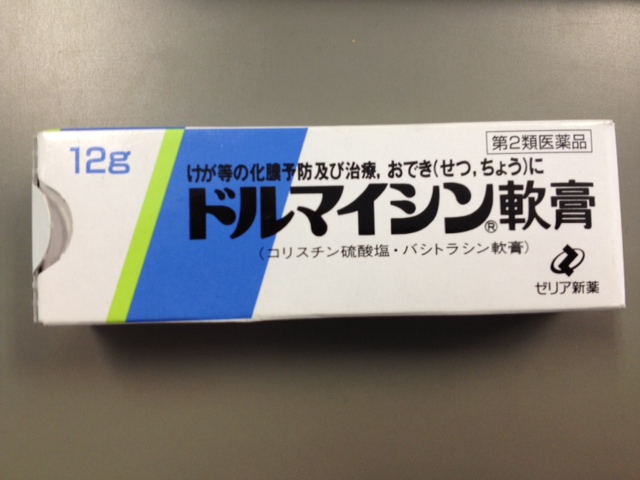 12g
第2類医薬品
けが等の化膿予防及び治療, おでき(せつ,ちょう)に
ドルマイシン®軟膏
(コリスチン硫酸塩・バシトラシン軟膏)
ゼリア新薬